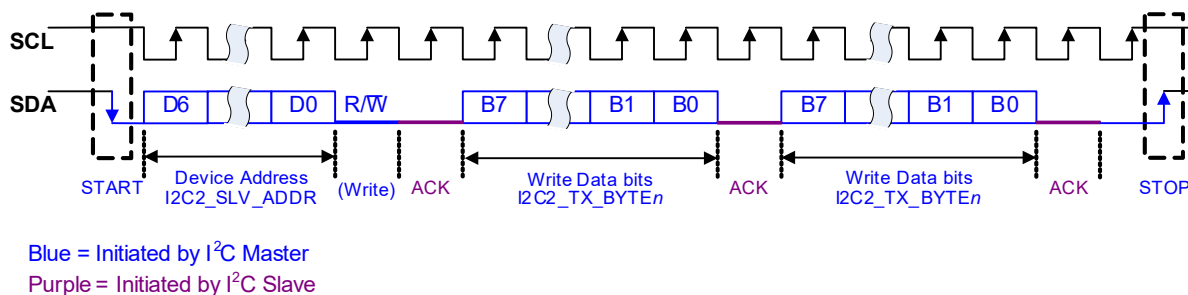 SCL
SDA
D6 D0 R/W̅ B7 B1 B0 B7 B1 B0
START Device Address (Write) ACK Write Data bits ACK Write Data bits ACK STOP
I2C2_SLV_ADDR I2C2_TX_BYTEn I2C2_TX_BYTEn
Blue = Initiated by I²C Master
Purple = Initiated by I²C Slave